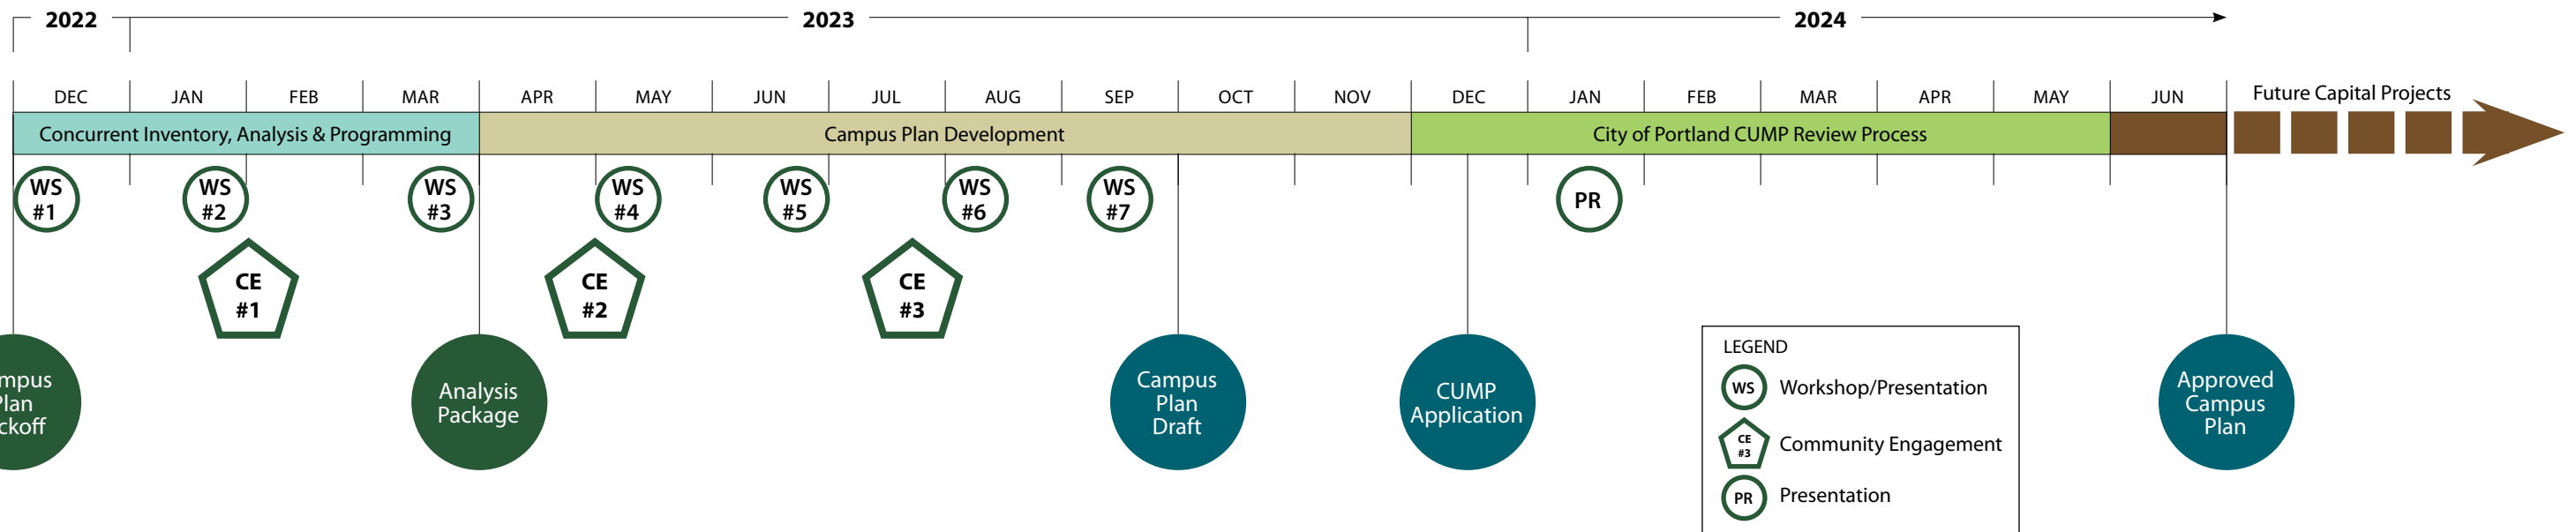 2022 2023 2024
DEC JAN FEB MAR APR MAY JUN JUL AUG SEP OCT NOV DEC JAN FEB MAR APR MAY JUN
Future Capital Projects
Concurrent Inventory, Analysis & Programming
Campus Plan Development
City of Portland CUMP Review Process
WS
#1
WS
#2
WS
#3
WS
#4
WS
#5
WS
#6
WS
#7
PR
CE
#1
CE
#2
CE
#3
mpus
Plan
ckoff
Analysis
Package
Campus
Plan
Draft
CUMP
Application
Approved
Campus
Plan
LEGEND
WS Workshop/Presentation
CE
#3
Community Engagement
PR Presentation